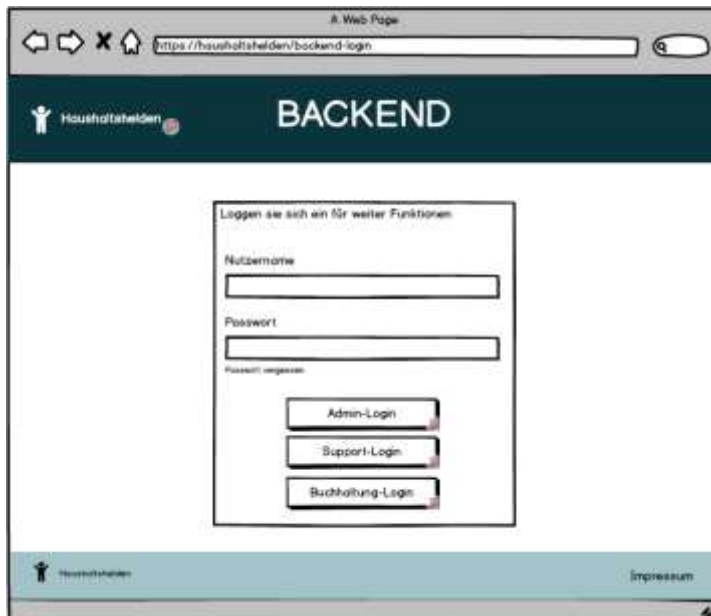 A Web Page
https://haushaltshelden/backend-login
Haushaltshelden
BACKEND
Loggen sie sich ein für weiter Funktionen
Nutzername
Passwort
Passwort vergessen
Admin-Login
Support-Login
Buchhaltung-Login
Haushaltshelden
Impressum